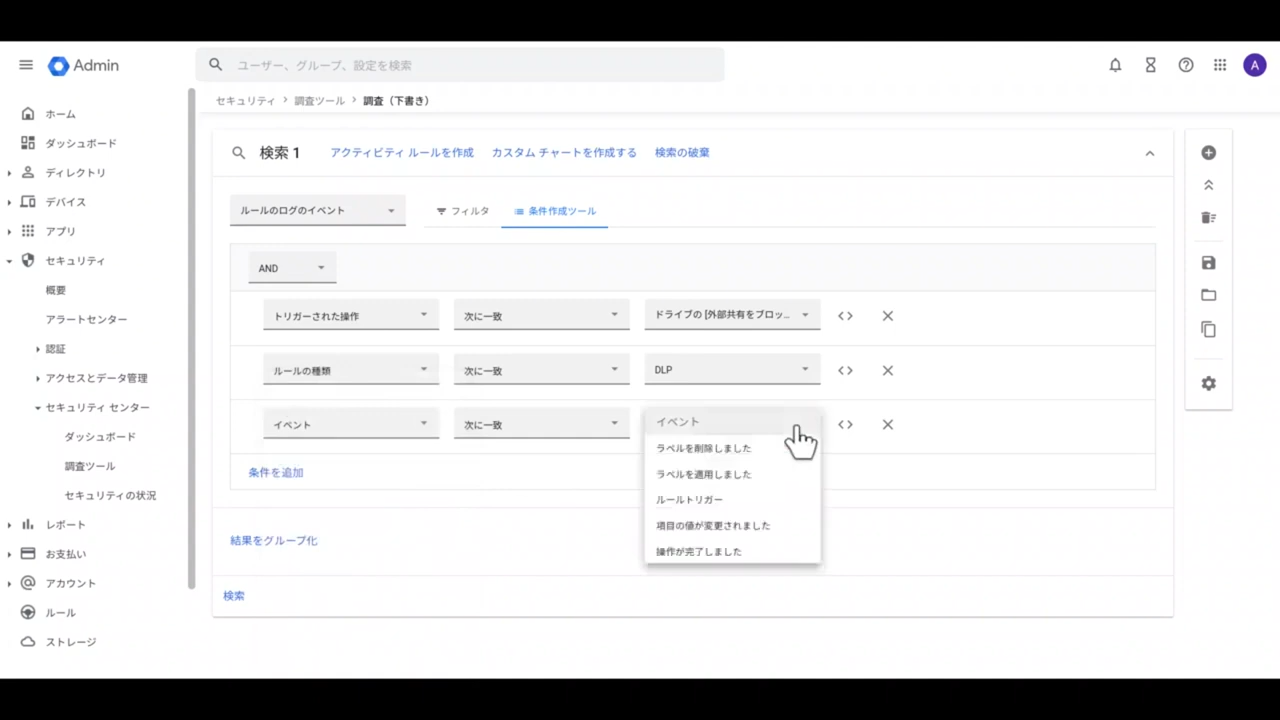 Admin
ユーザー、グループ、設定を検索
A
セキュリティ > 調査ツール > 調査（下書き）
ホーム
ダッシュボード
ディレクトリ
デバイス
アプリ
セキュリティ
概要
アラートセンター
認証
アクセスとデータ管理
セキュリティ センター
ダッシュボード
調査ツール
セキュリティの状況
レポート
お支払い
アカウント
ルール
ストレージ
検索 1 アクティビティ ルールを作成 カスタム チャートを作成する 検索の破棄
ルールのログのイベント フィルタ 条件作成ツール
AND
トリガーされた操作 次に一致 ドライブの [外部共有をブロッ...
ルールの種類 次に一致 DLP
イベント 次に一致 イベント
ラベルを削除しました
ラベルを適用しました
ルールトリガー
項目の値が変更されました
操作が完了しました
条件を追加
結果をグループ化
検索